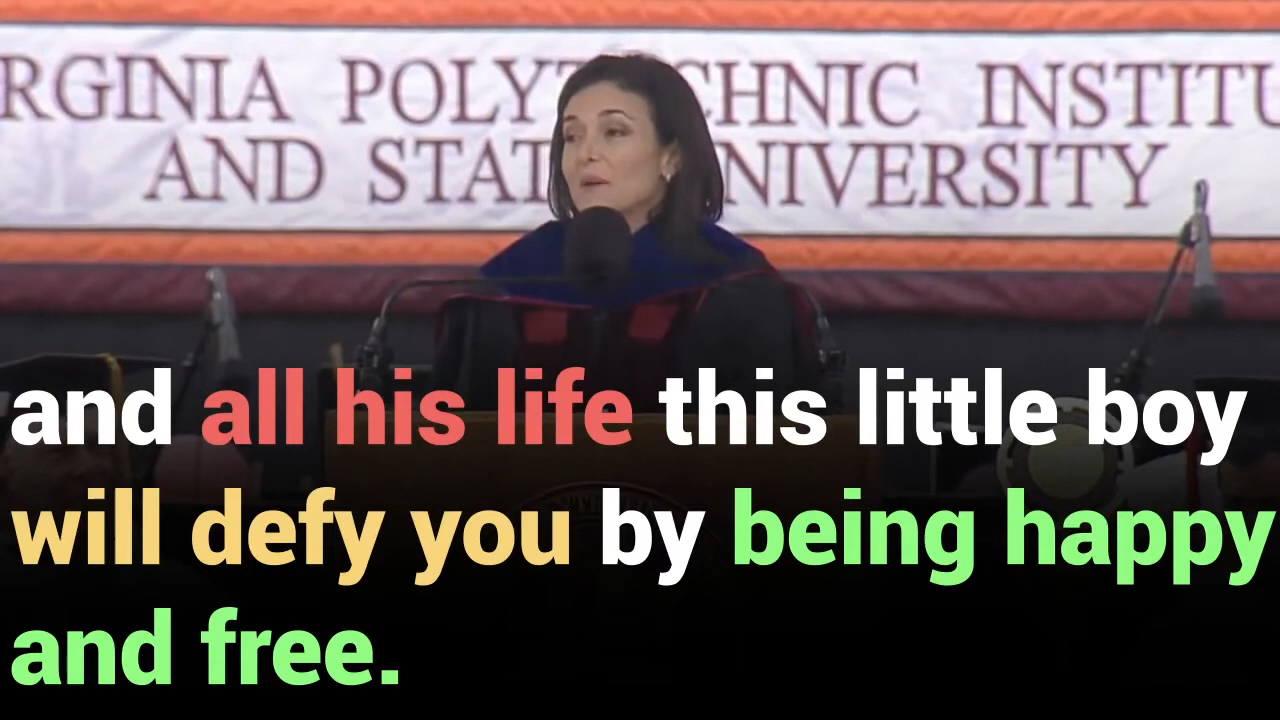 RGINIA POLYT CHNIC INSTITU
AND STAT NIVERSITY
and all his life this little boy
will defy you by being happy
and free.